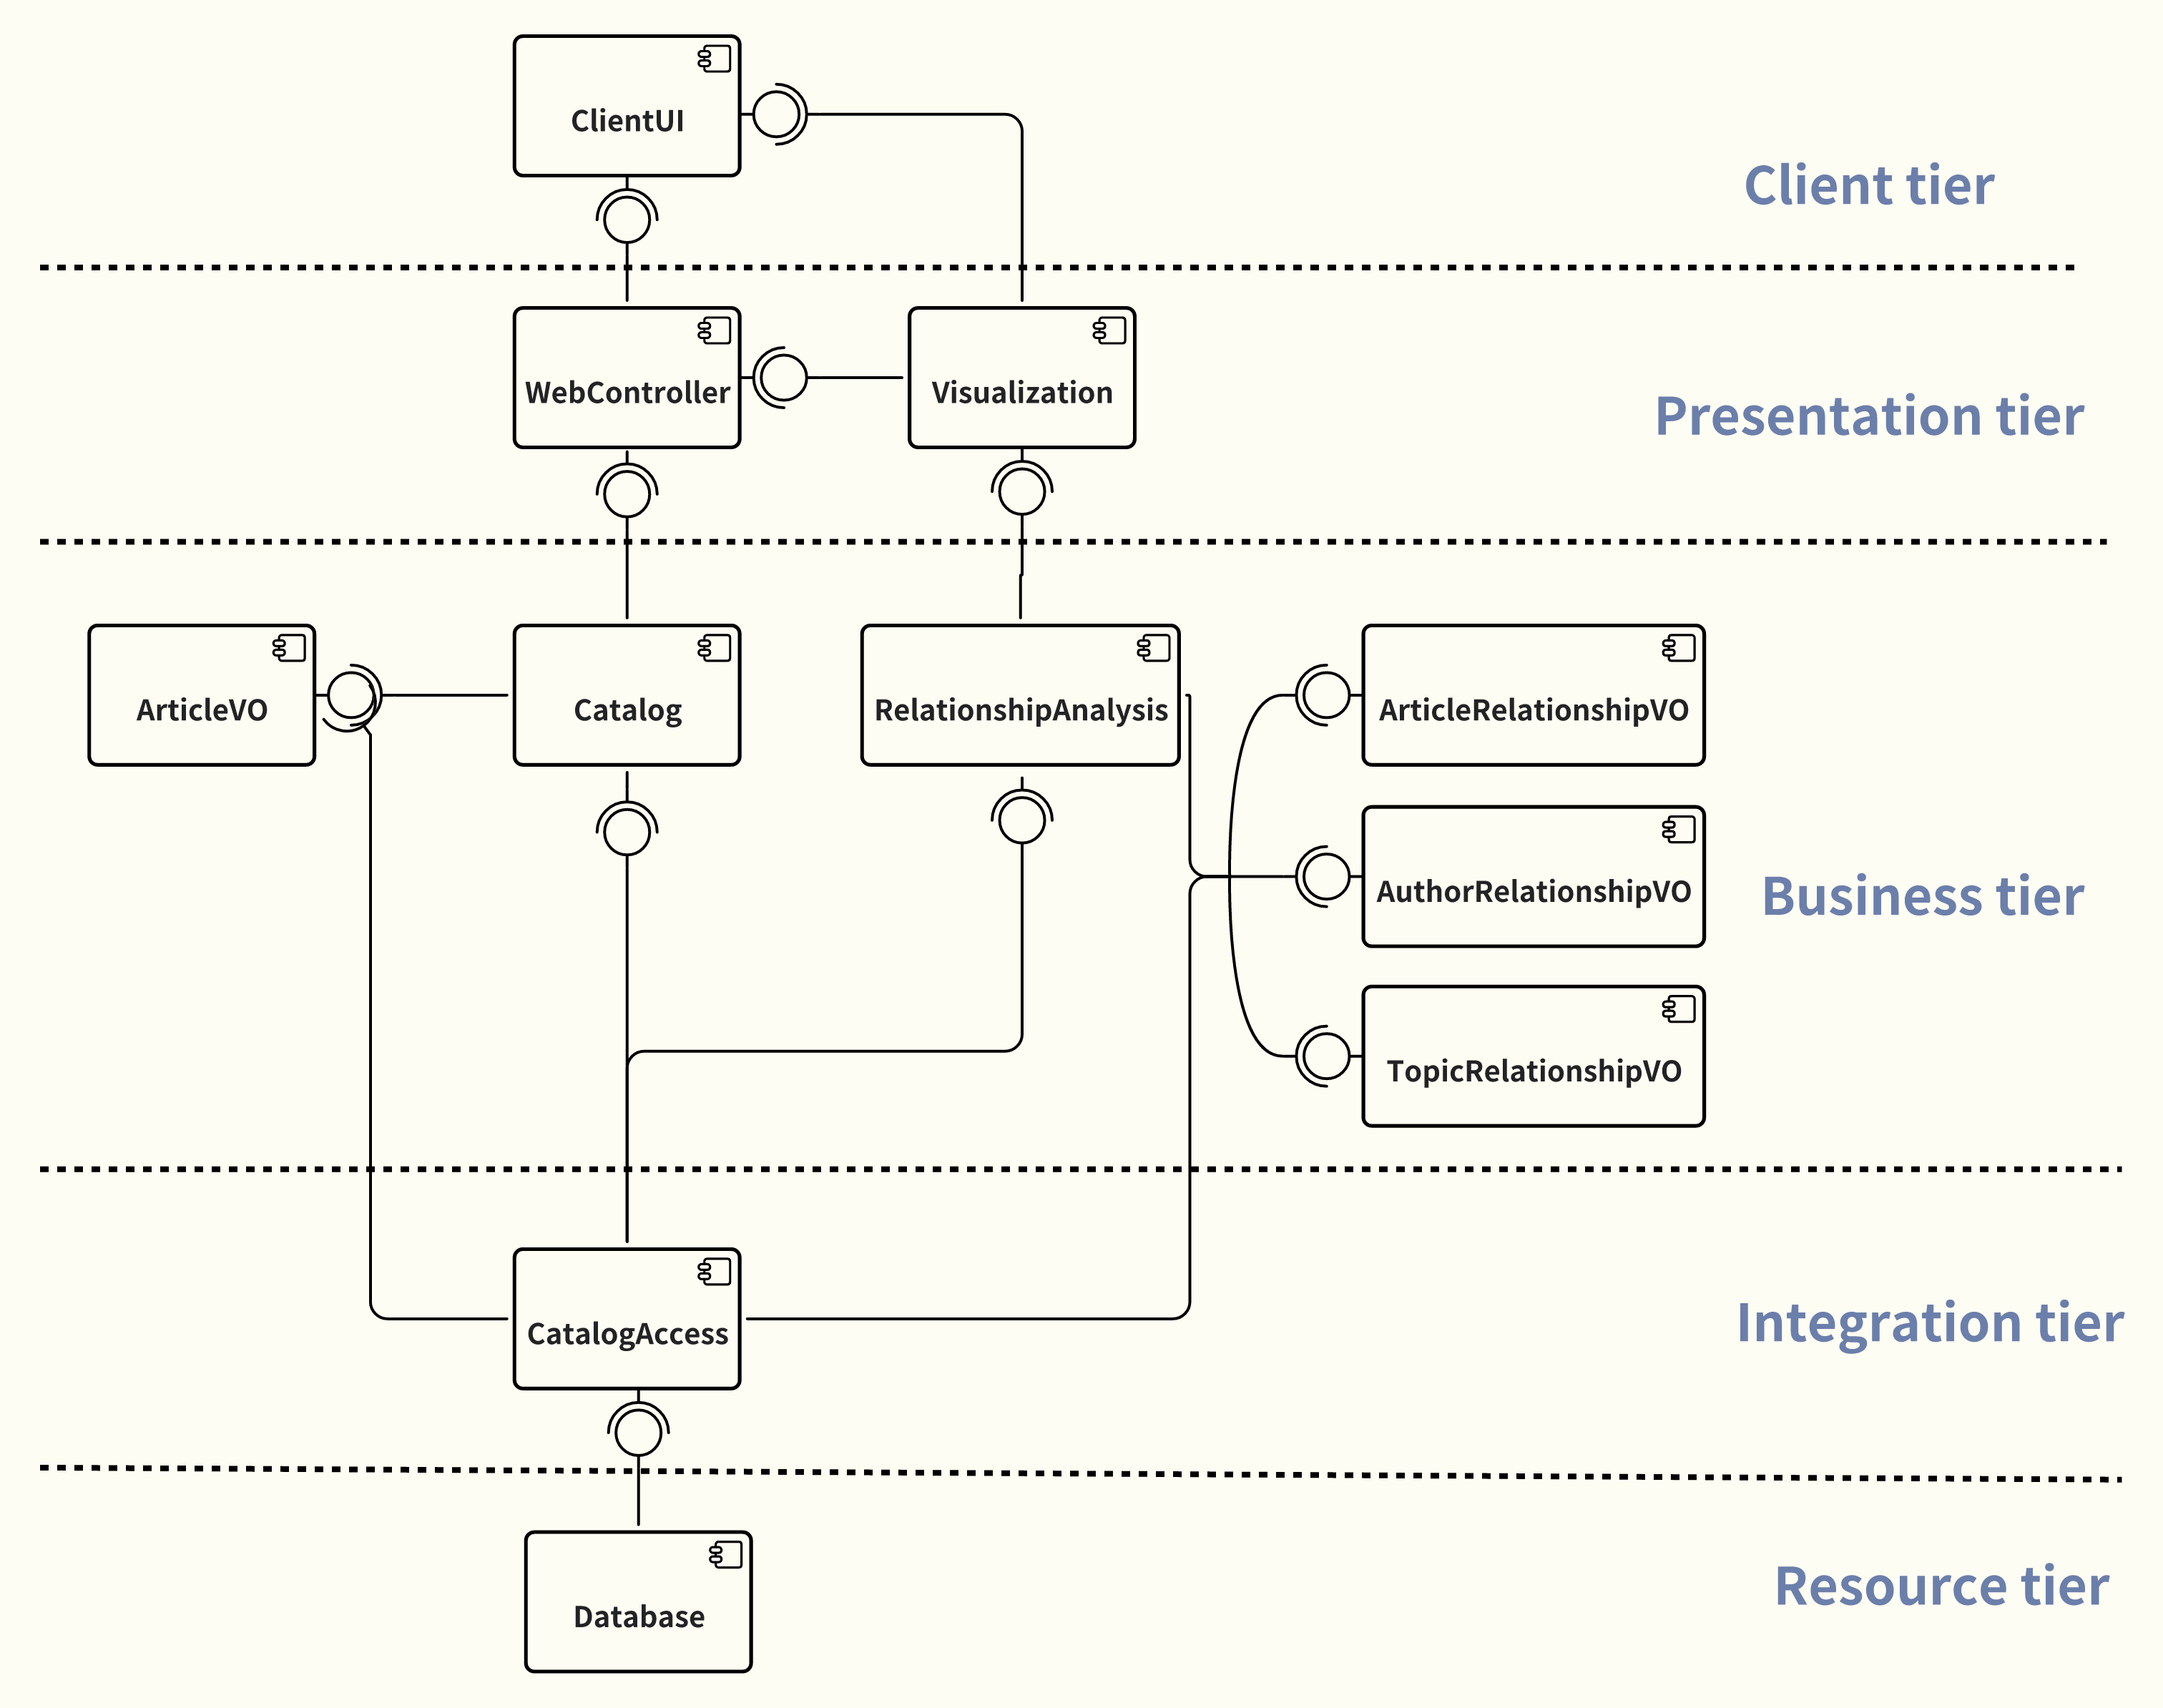 ClientUI
Client tier
WebController
Visualization
Presentation tier
ArticleVO
Catalog
RelationshipAnalysis
ArticleRelationshipVO
AuthorRelationshipVO
Business tier
TopicRelationshipVO
CatalogAccess
Integration tier
Database
Resource tier